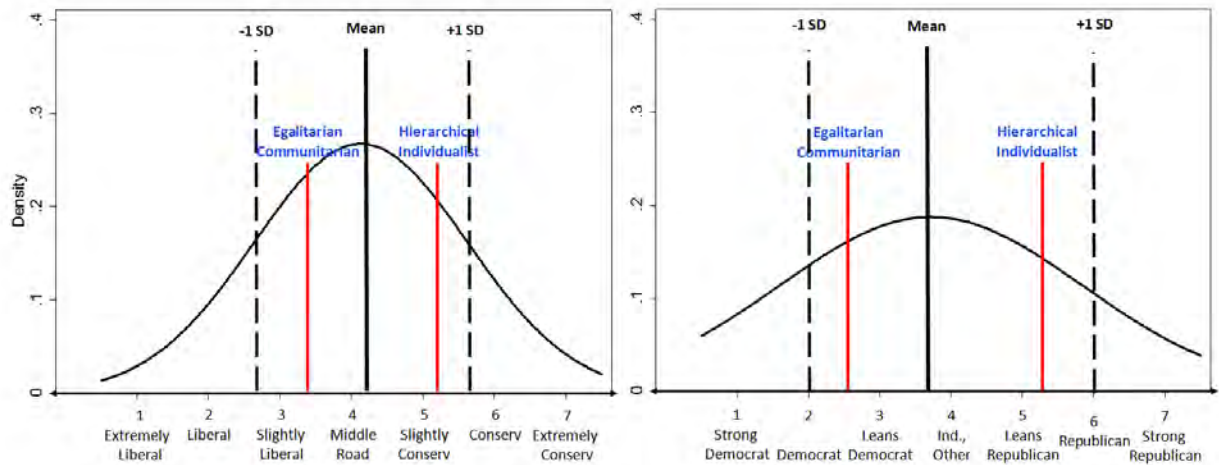 -1 SD
Mean
+1 SD
Egalitarian
Communitarian
Hierarchical
Individualist
Density
0
.1
.2
.3
.4
1
2
3
4
5
6
7
Extremely
Liberal
Liberal
Slightly
Liberal
Middle
Road
Slightly
Conserv
Conserv
Extremely
Conserv
-1 SD
Mean
+1 SD
Egalitarian
Communitarian
Hierarchical
Individualist
0
.1
.2
.3
.4
1
2
3
4
5
6
7
Strong
Democrat
Democrat
Leans
Democrat
Ind.,
Other
Leans
Republican
Republican
Strong
Republican